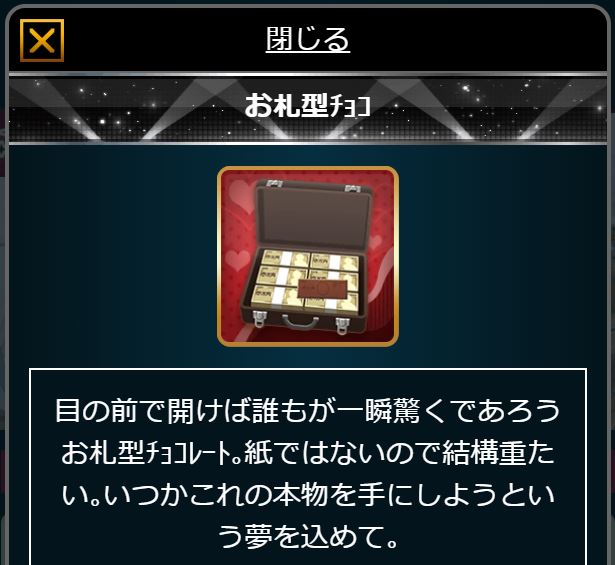 閉じる
お札型ﾁｮｺ
目の前で開けば誰もが一瞬驚くであろう
お札型ﾁｮｺﾚｰﾄ｡紙ではないので結構重た
い｡いつかこれの本物を手にしようとい
う夢を込めて。